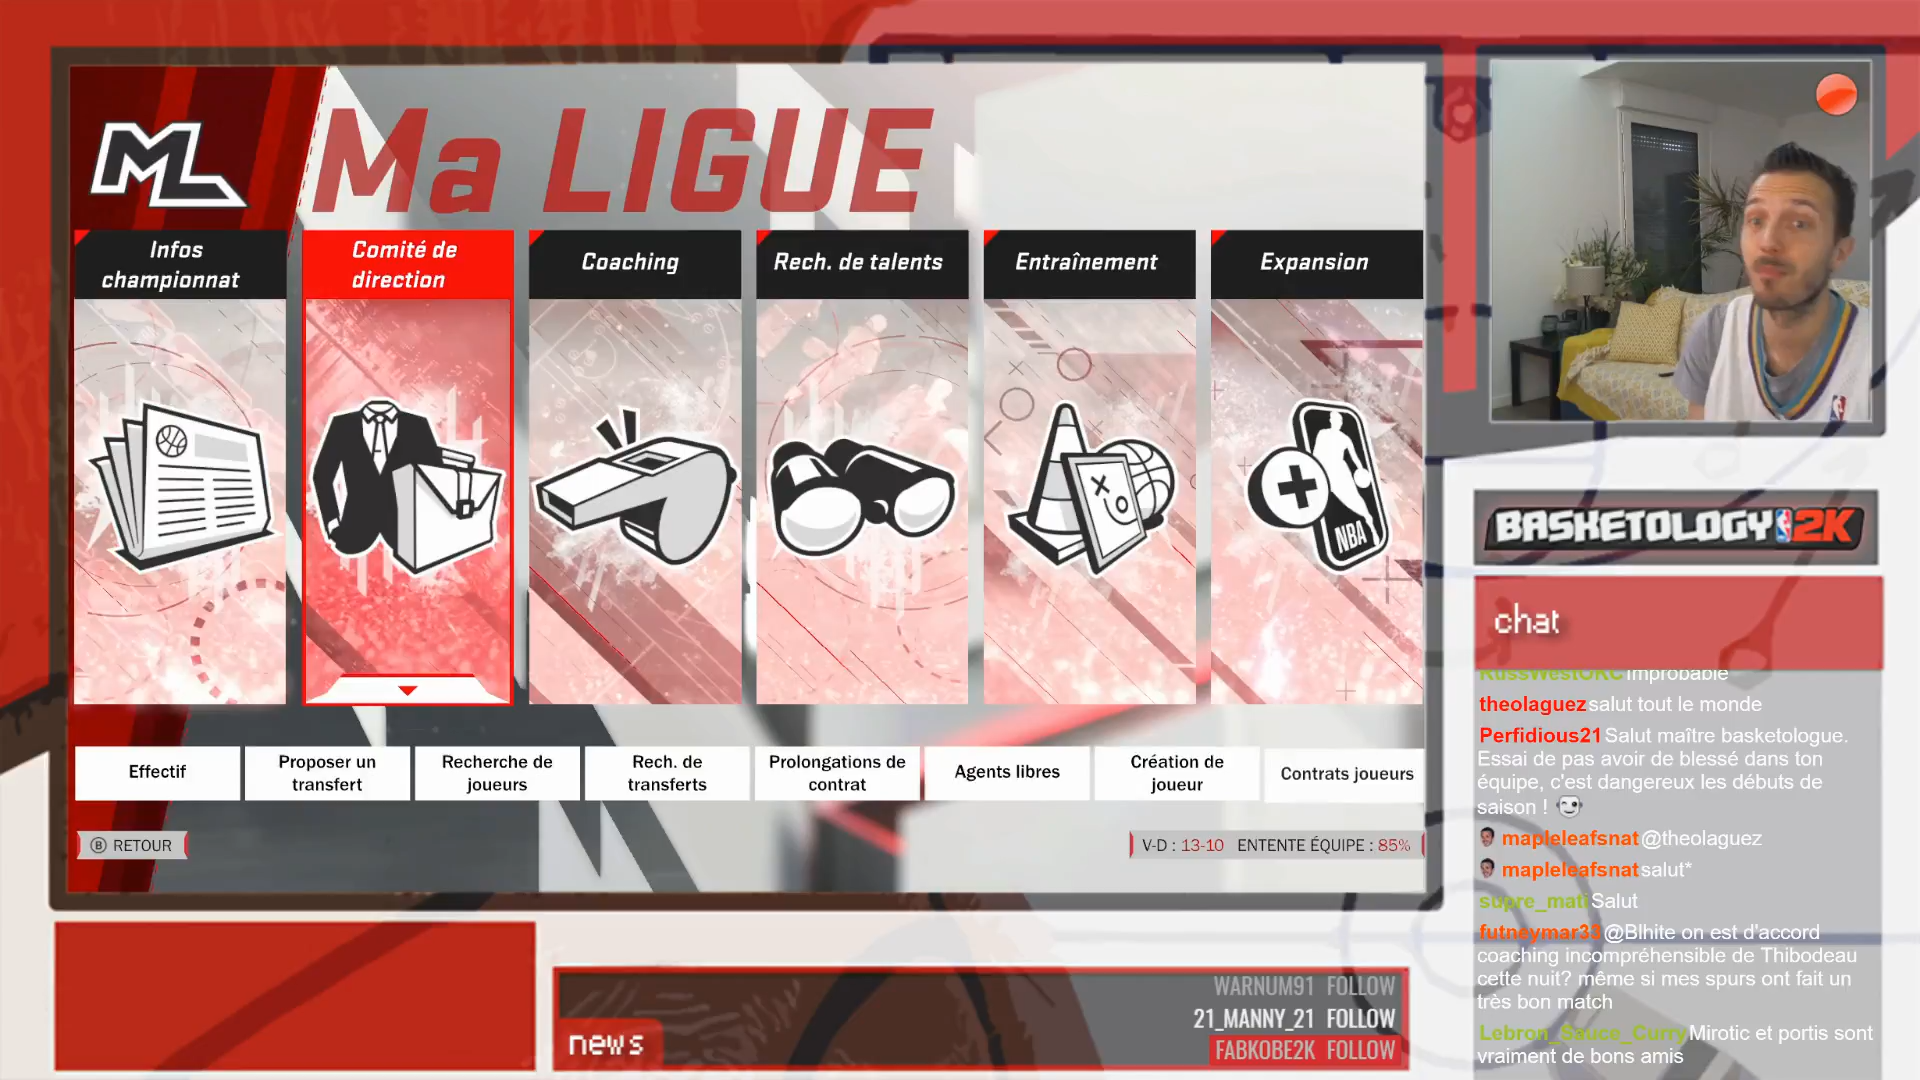 ML
Ma LIGUE
Infos
championnat
Comité de
direction
Coaching
Rech. de talents
Entraînement
Expansion
NBA
Effectif
Proposer un
transfert
Recherche de
joueurs
Rech. de
transferts
Prolongations de
contrat
Agents libres
Création de
joueur
Contrats joueurs
B RETOUR
V-D : 13-10 ENTENTE ÉQUIPE : 85%
BASKETOLOGY 2K
chat
RussWestOKC Improbable
theolaguez salut tout le monde
Perfidious21 Salut maître basketologue.
Essai de pas avoir de blessé dans ton
équipe, c'est dangereux les débuts de
saison !
mapleleafsnat @theolaguez
mapleleafsnat salut*
supre_mati Salut
futneymar33 @Blhite on est d'accord
coaching incompréhensible de Thibodeau
cette nuit? même si mes spurs ont fait un
très bon match
Lebron_Sauce_Curry Mirotic et portis sont
vraiment de bons amis
news
WARNUM91 FOLLOW
21_MANNY_21 FOLLOW
FABKOBE2K FOLLOW